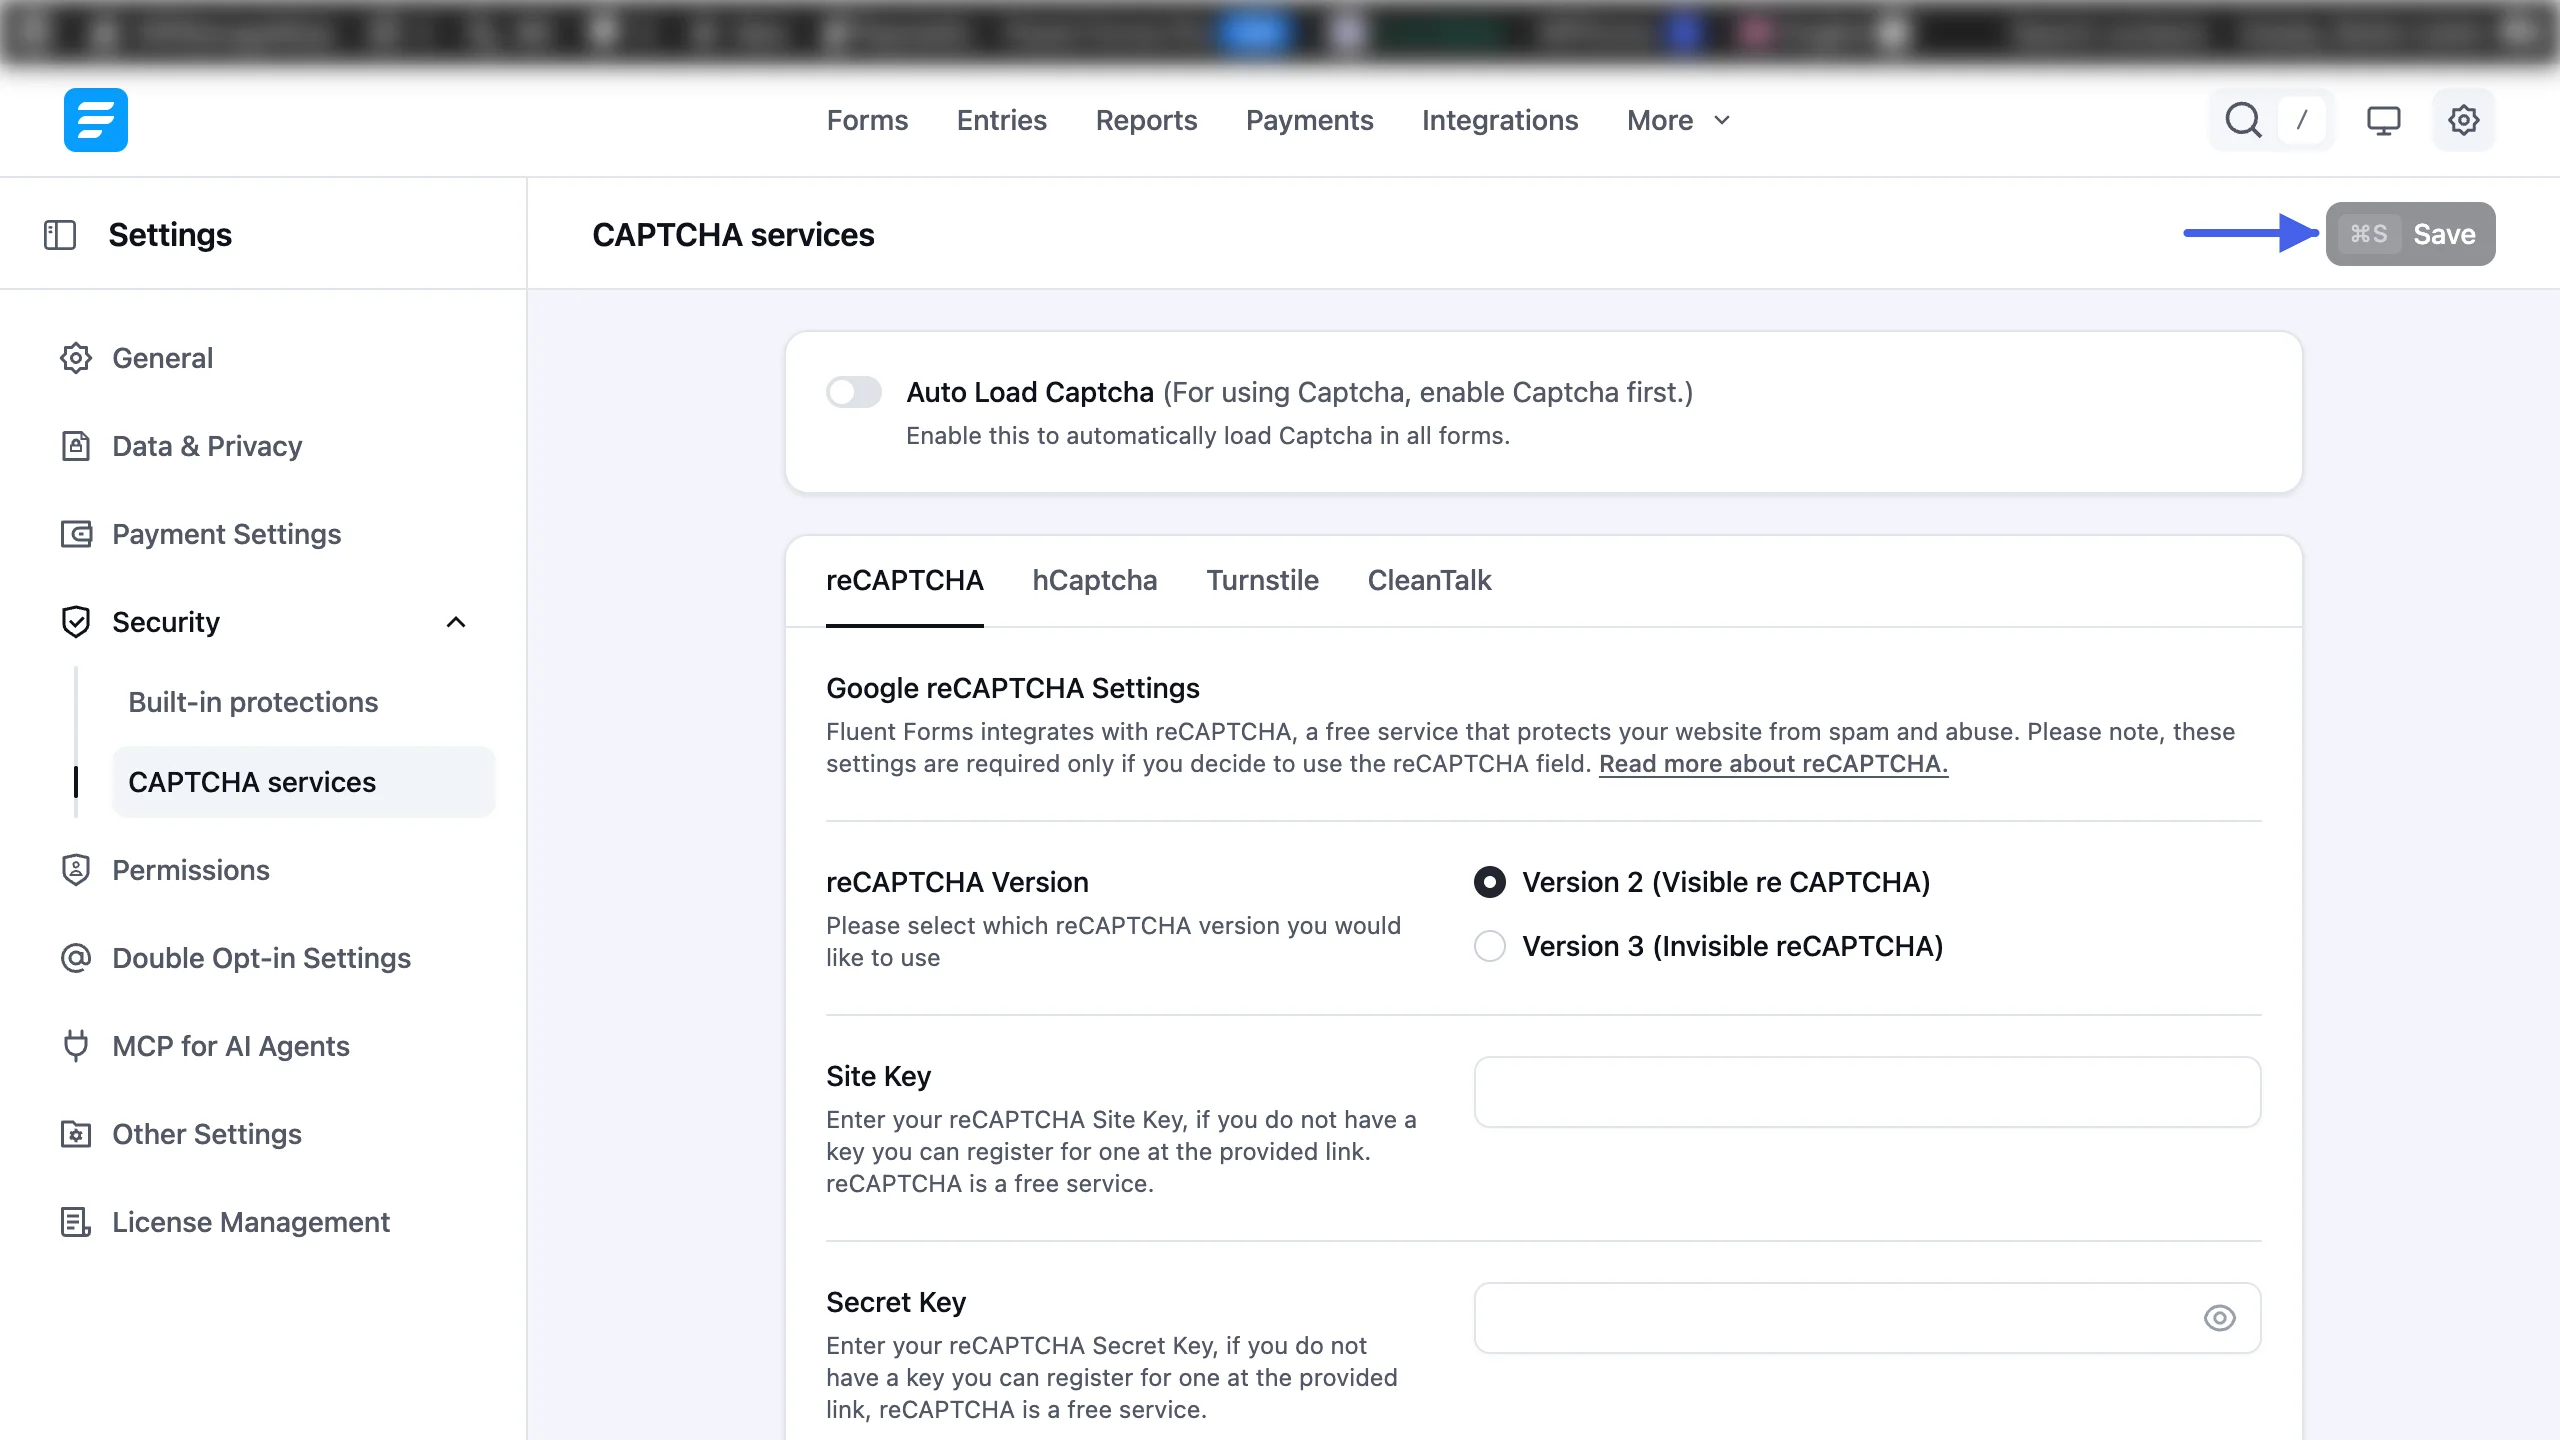 Forms Entries Reports Payments Integrations More /
Settings
CAPTCHA services
⌘S Save
General
Data & Privacy
Payment Settings
Security
Built-in protections
CAPTCHA services
Permissions
Double Opt-in Settings
MCP for AI Agents
Other Settings
License Management
Auto Load Captcha (For using Captcha, enable Captcha first.)
Enable this to automatically load Captcha in all forms.
reCAPTCHA hCaptcha Turnstile CleanTalk
Google reCAPTCHA Settings
Fluent Forms integrates with reCAPTCHA, a free service that protects your website from spam and abuse. Please note, these
settings are required only if you decide to use the reCAPTCHA field. Read more about reCAPTCHA.
reCAPTCHA Version
Please select which reCAPTCHA version you would
like to use
Version 2 (Visible re CAPTCHA)
Version 3 (Invisible reCAPTCHA)
Site Key
Enter your reCAPTCHA Site Key, if you do not have a
key you can register for one at the provided link.
reCAPTCHA is a free service.
Secret Key
Enter your reCAPTCHA Secret Key, if you do not
have a key you can register for one at the provided
link, reCAPTCHA is a free service.